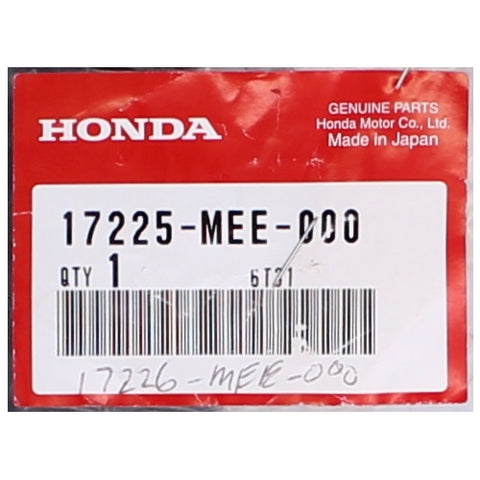 HONDA
GENUINE PARTS
Honda Motor Co., Ltd.
Made in Japan
17225-MEE-000
QTY 1 6T31
17226-MEE-000